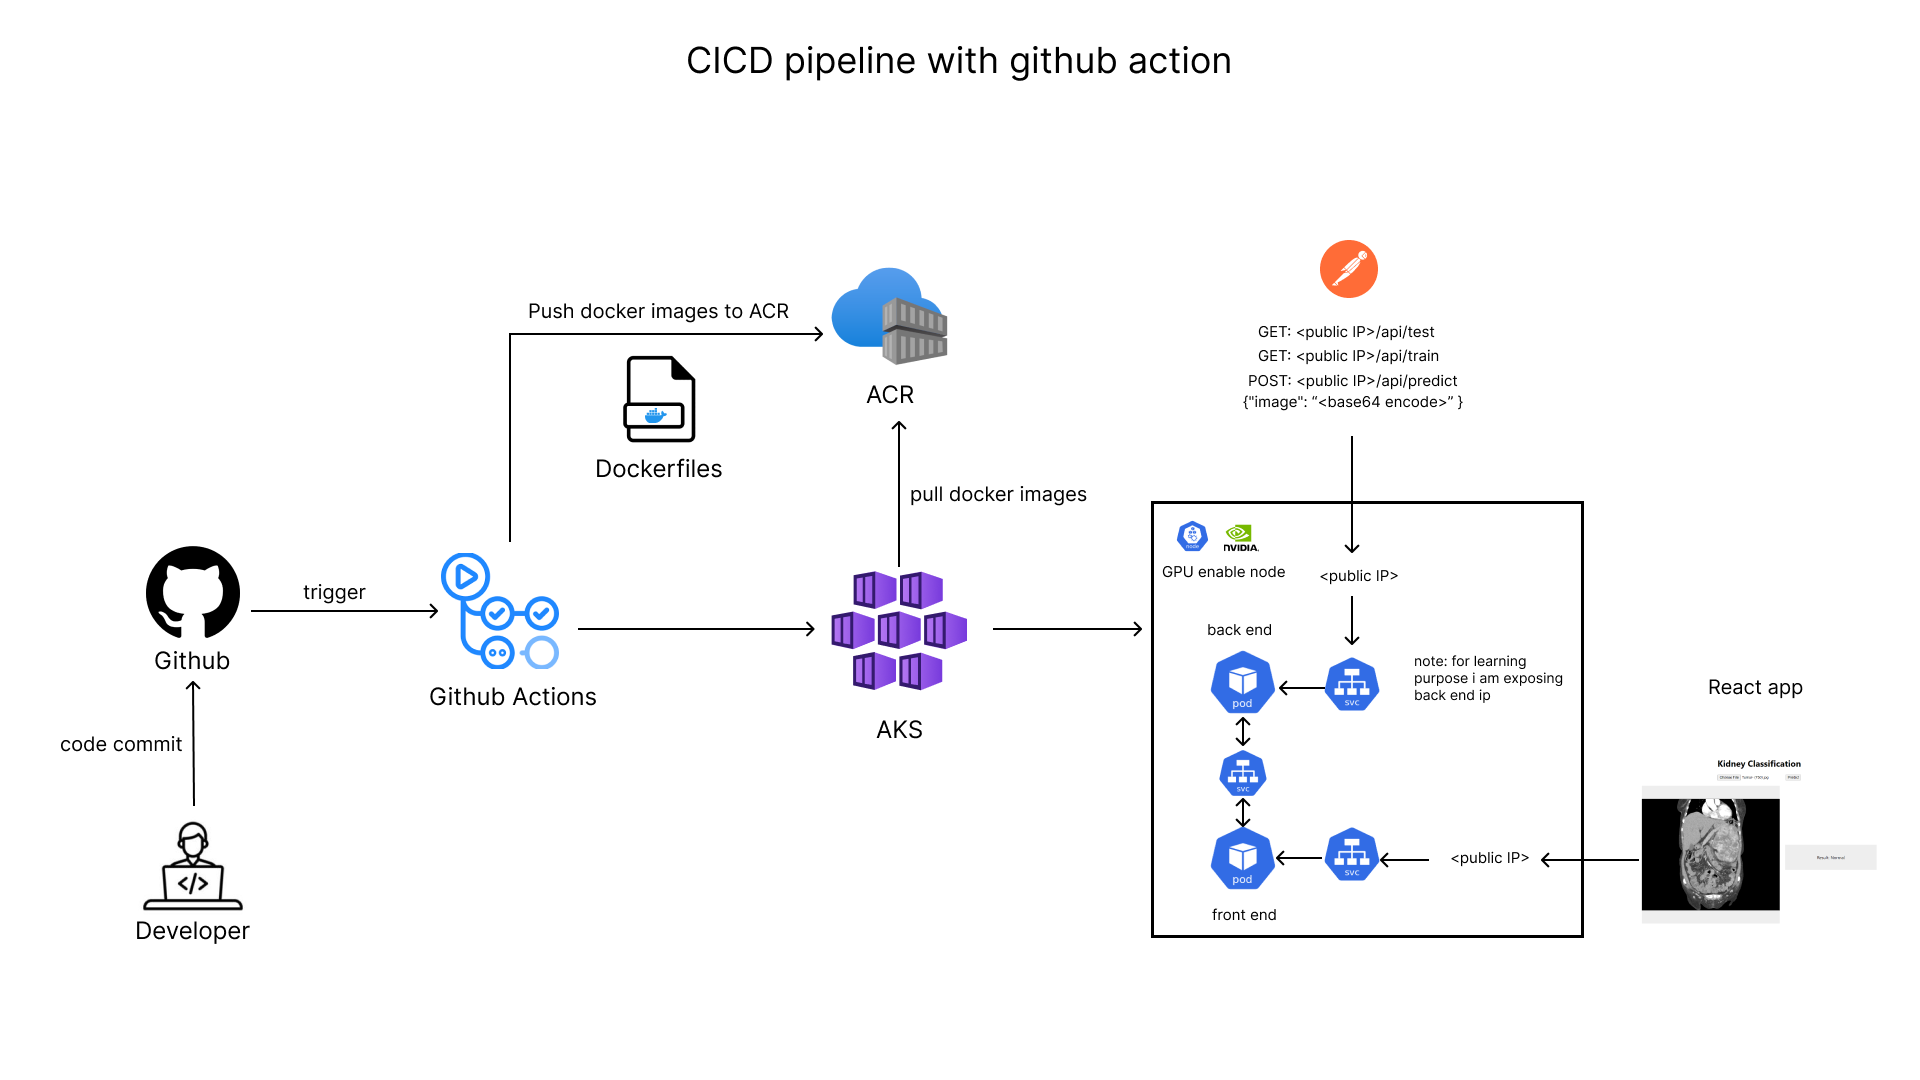 CICD pipeline with github action
Push docker images to ACR
Dockerfiles
ACR
pull docker images
GET: <public IP>/api/test
GET: <public IP>/api/train
POST: <public IP>/api/predict
{"image": “<base64 encode>” }
trigger
Github
Github Actions
code commit
Developer
AKS
node
NVIDIA.
GPU enable node
<public IP>
back end
pod
svc
note: for learning
purpose i am exposing
back end ip
svc
pod
svc
<public IP>
front end
React app
Kidney Classification
Choose File
Predict
Result: Normal